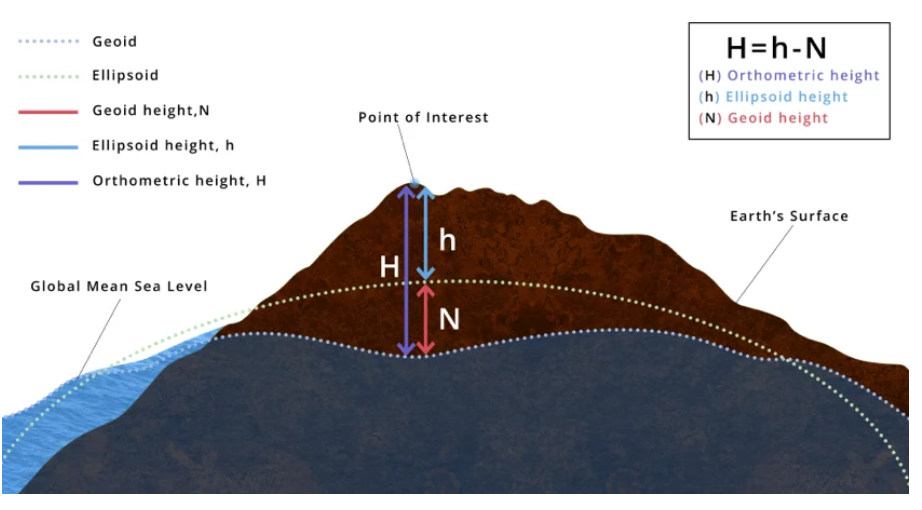 Geoid
Ellipsoid
Geoid height,N
Ellipsoid height, h
Orthometric height, H
H=h-N
(H) Orthometric height
(h) Ellipsoid height
(N) Geoid height
Point of Interest
Earth's Surface
Global Mean Sea Level
h
H
N